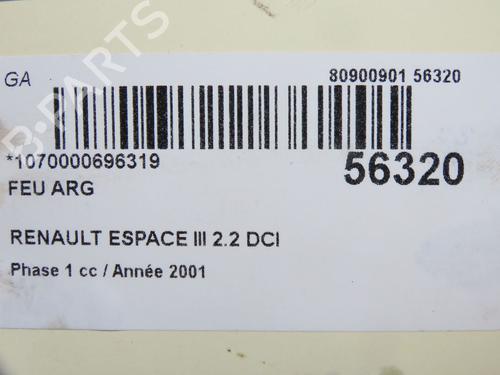 GA
80900901 56320
*1070000696319
56320
FEU ARG
RENAULT ESPACE III 2.2 DCI
Phase 1 cc / Année 2001
B-PARTS